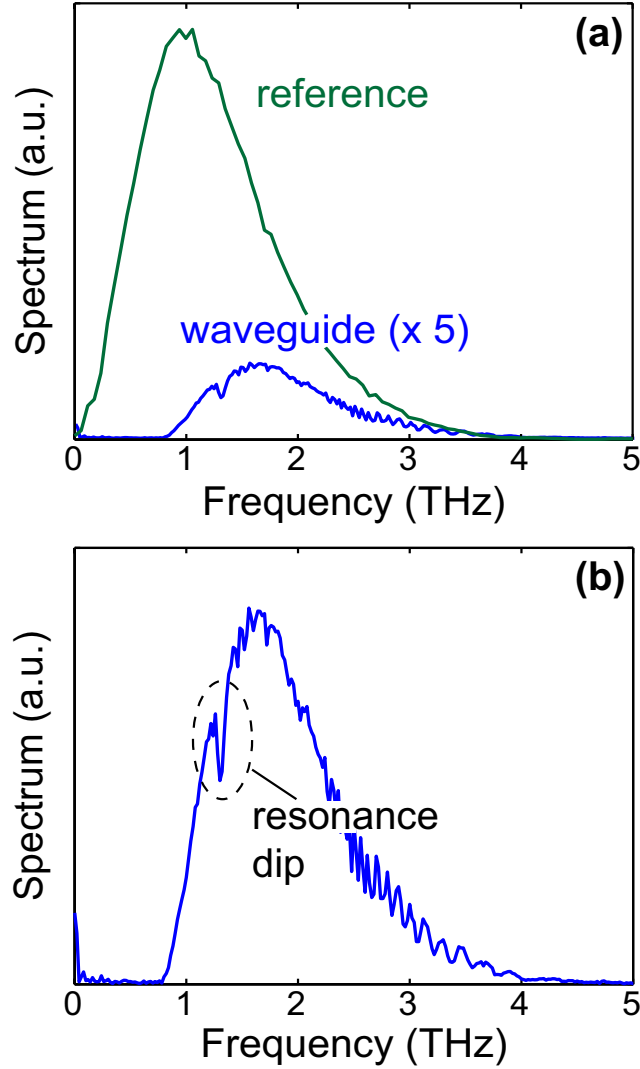 (a)
reference
waveguide (x 5)
Spectrum (a.u.)
0 1 2 3 4 5
Frequency (THz)
(b)
resonance
dip
Spectrum (a.u.)
0 1 2 3 4 5
Frequency (THz)